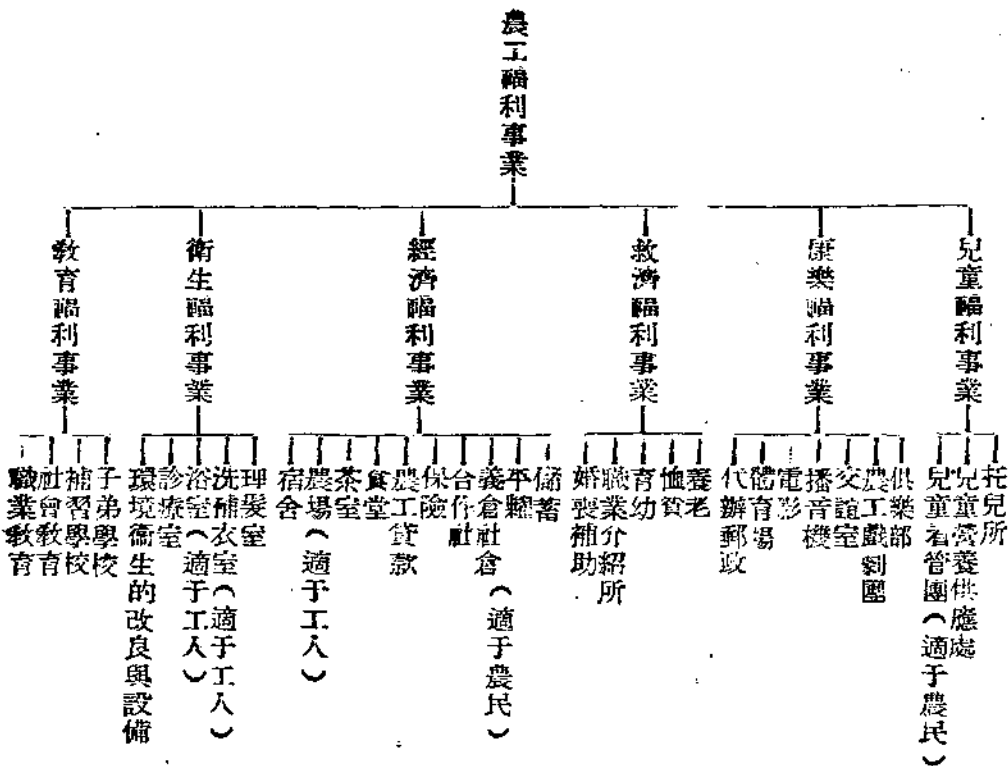 農工福利事業
兒童福利事業
托兒所
兒童營養供應處
兒童看管團(適于農民)
康樂福利事業
俱樂部
農工戲劇團
交誼室
播音機
電影
體育場
代辦郵政
救濟福利事業
養老
恤貧
育幼
職業介紹所
婚喪補助
經濟福利事業
儲蓄
平糶
義倉社倉(適于農民)
合作社
保險
農工貸款
食堂
茶室
農場(適于工人)
宿舍
衛生福利事業
理髮室
洗補衣室(適于工人)
浴室(適于工人)
診療室
環境衛生的改良與設備
教育福利事業
子弟學校
補習學校
社會教育
職業教育